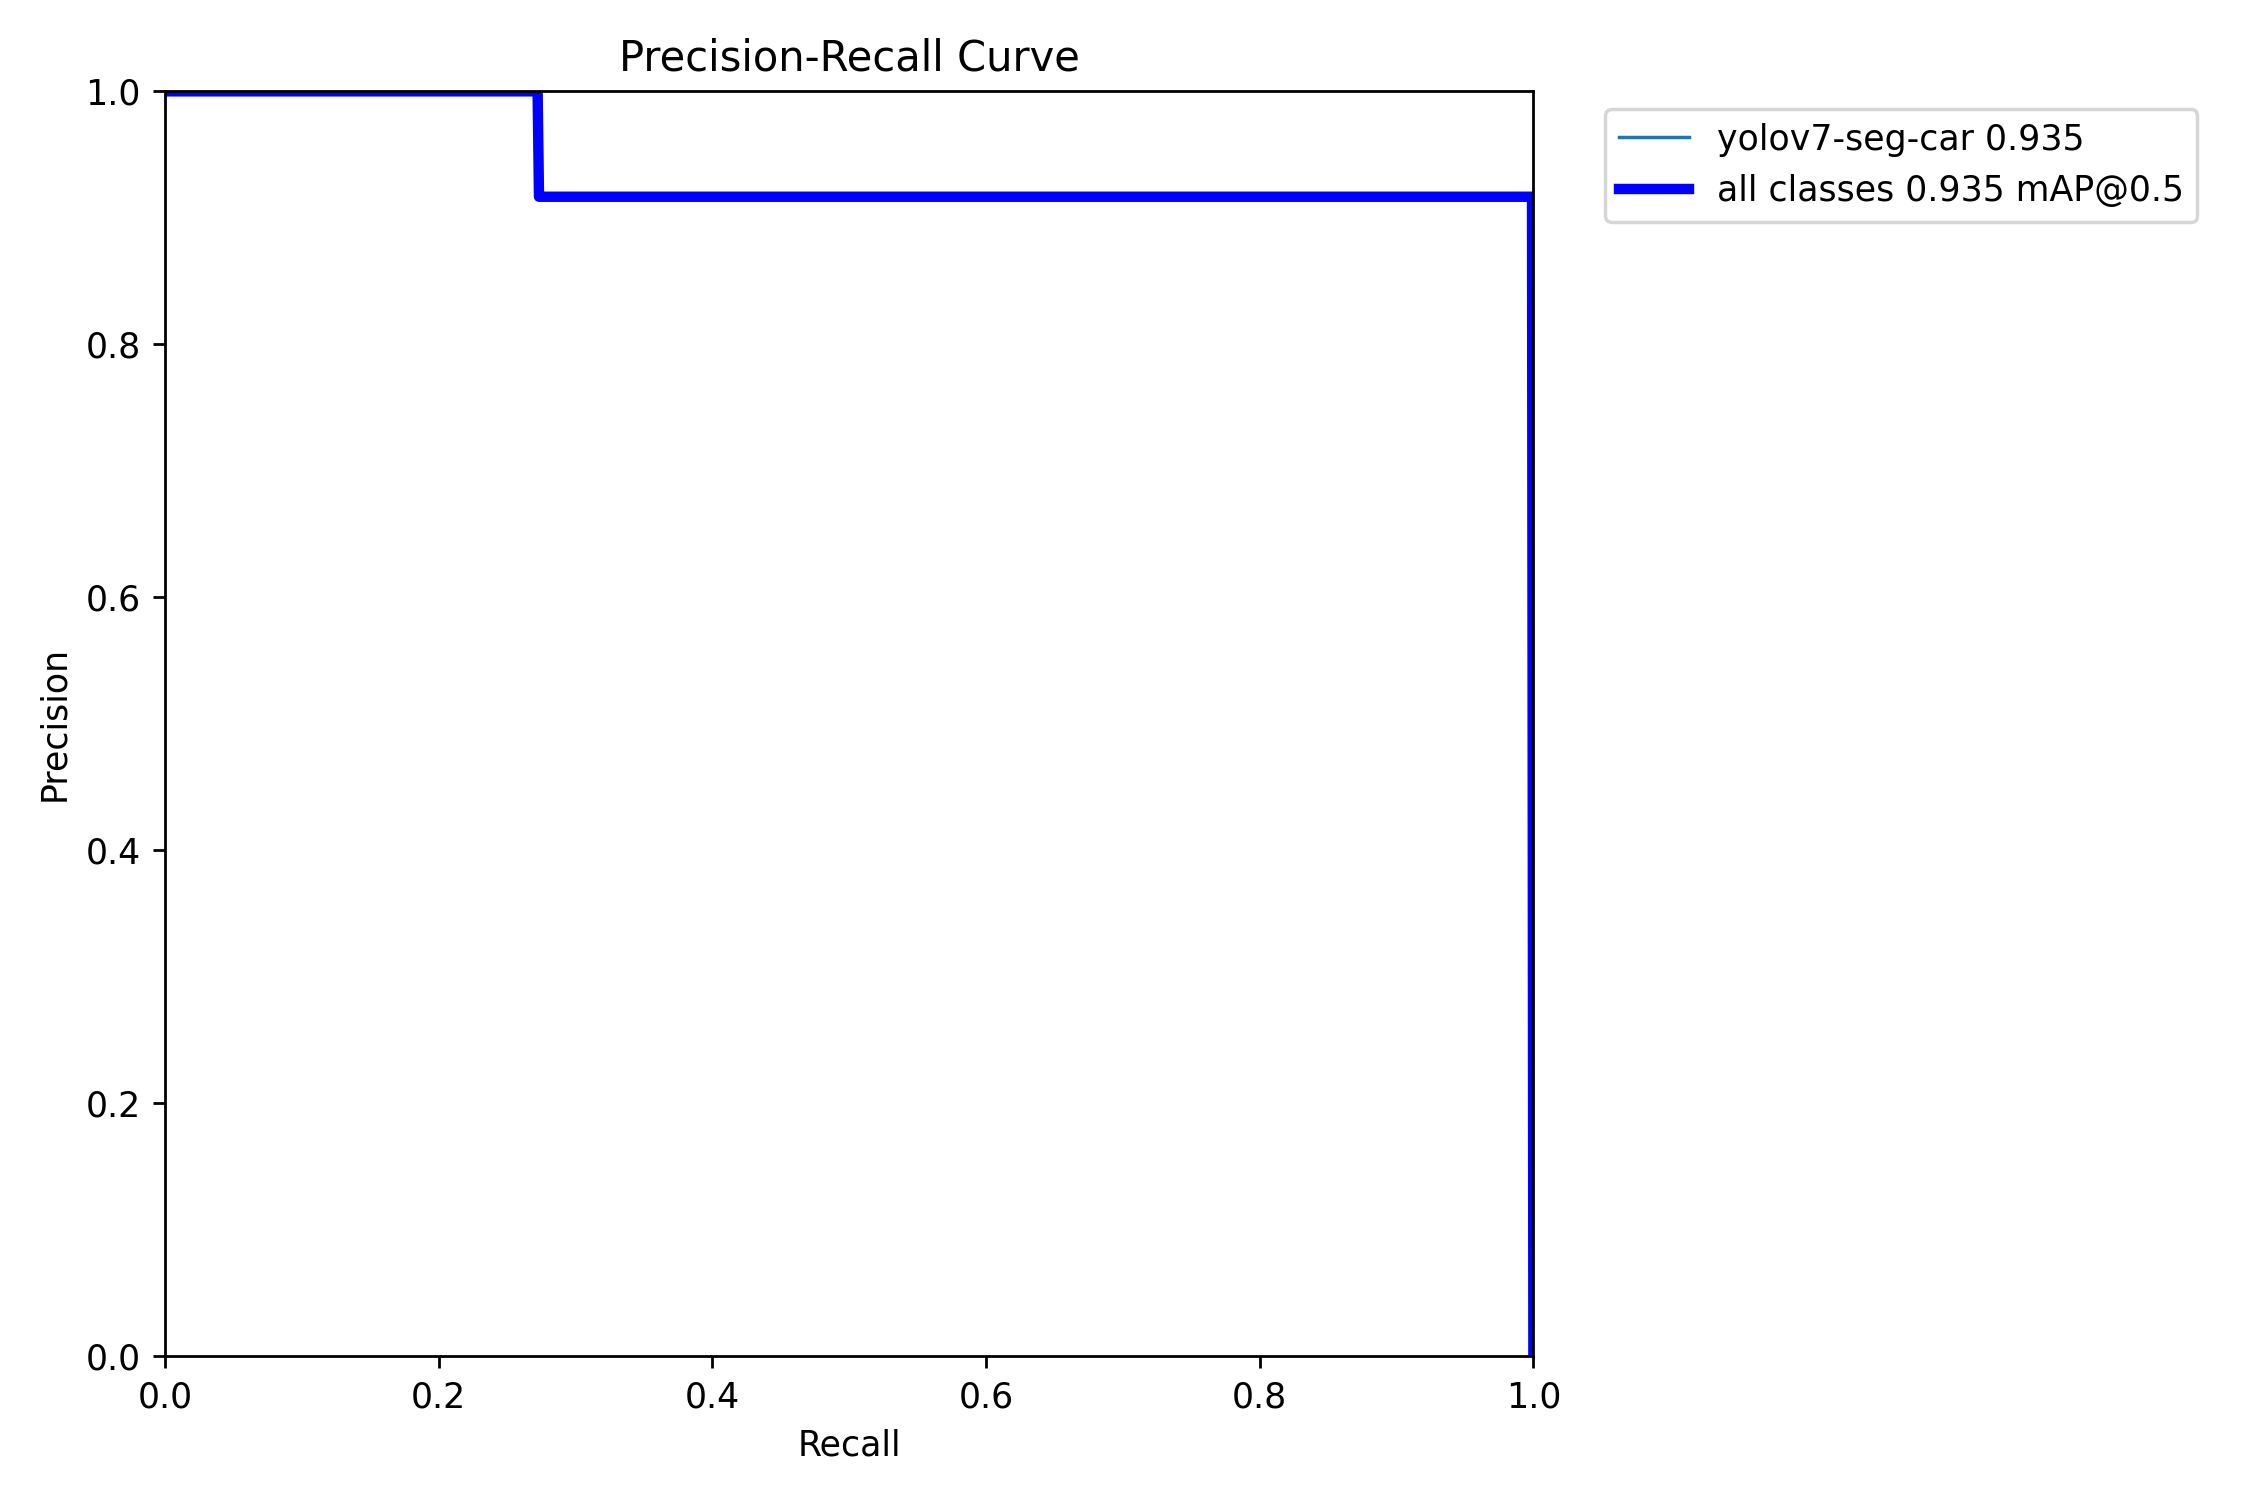 Precision-Recall Curve
yolov7-seg-car 0.935
all classes 0.935 mAP@0.5
1.0
0.8
0.6
0.4
0.2
0.0
Precision
0.0 0.2 0.4 0.6 0.8 1.0
Recall